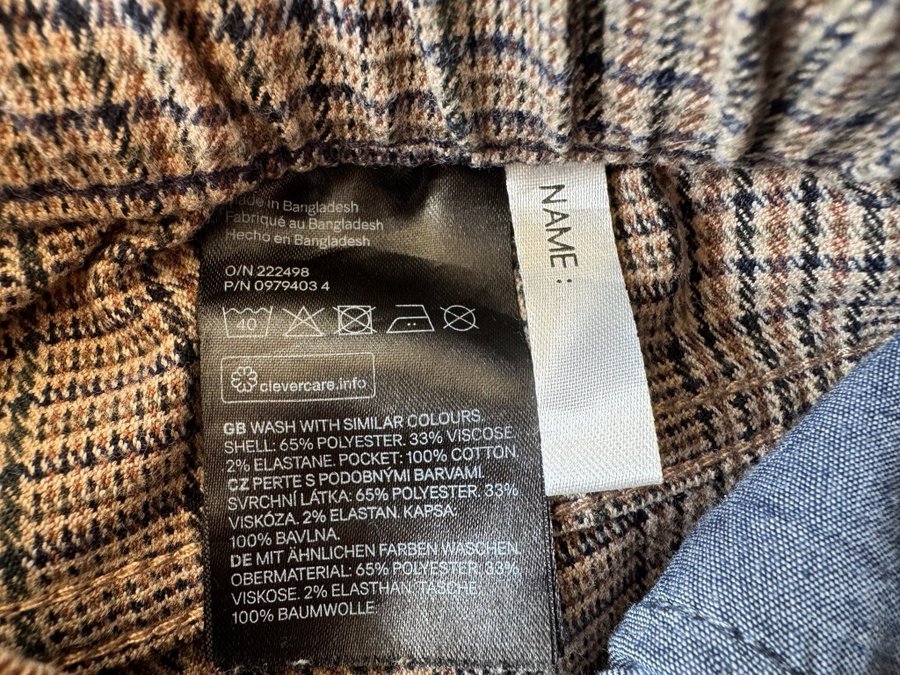 Made in Bangladesh
Fabriqué au Bangladesh
Hecho en Bangladesh
O/N 222498
P/N 0979403 4
40
clevercare.info
GB WASH WITH SIMILAR COLOURS.
SHELL: 65% POLYESTER. 33% VISCOSE.
2% ELASTANE. POCKET: 100% COTTON.
CZ PERTE S PODOBNÝMI BARVAMI.
SVRCHNÍ LÁTKA: 65% POLYESTER. 33%
VISKÓZA. 2% ELASTAN. KAPSA:
100% BAVLNA.
DE MIT ÄHNLICHEN FARBEN WASCHEN.
OBERMATERIAL: 65% POLYESTER. 33%
VISKOSE. 2% ELASTHAN. TASCHE:
100% BAUMWOLLE.
NAME :